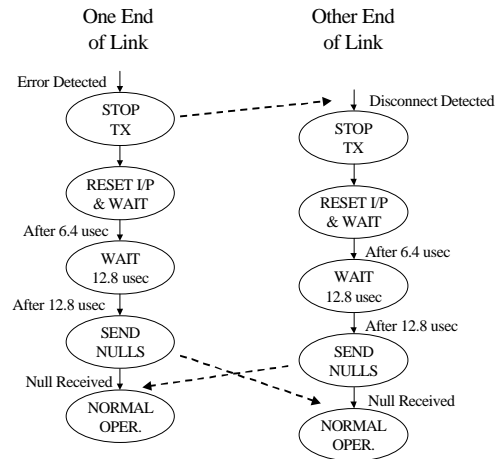 One End
of Link
Other End
of Link
Error Detected
STOP
TX
RESET I/P
& WAIT
After 6.4 usec
WAIT
12.8 usec
After 12.8 usec
SEND
NULLS
Null Received
NORMAL
OPER.
Disconnect Detected
STOP
TX
RESET I/P
& WAIT
After 6.4 usec
WAIT
12.8 usec
After 12.8 usec
SEND
NULLS
Null Received
NORMAL
OPER.